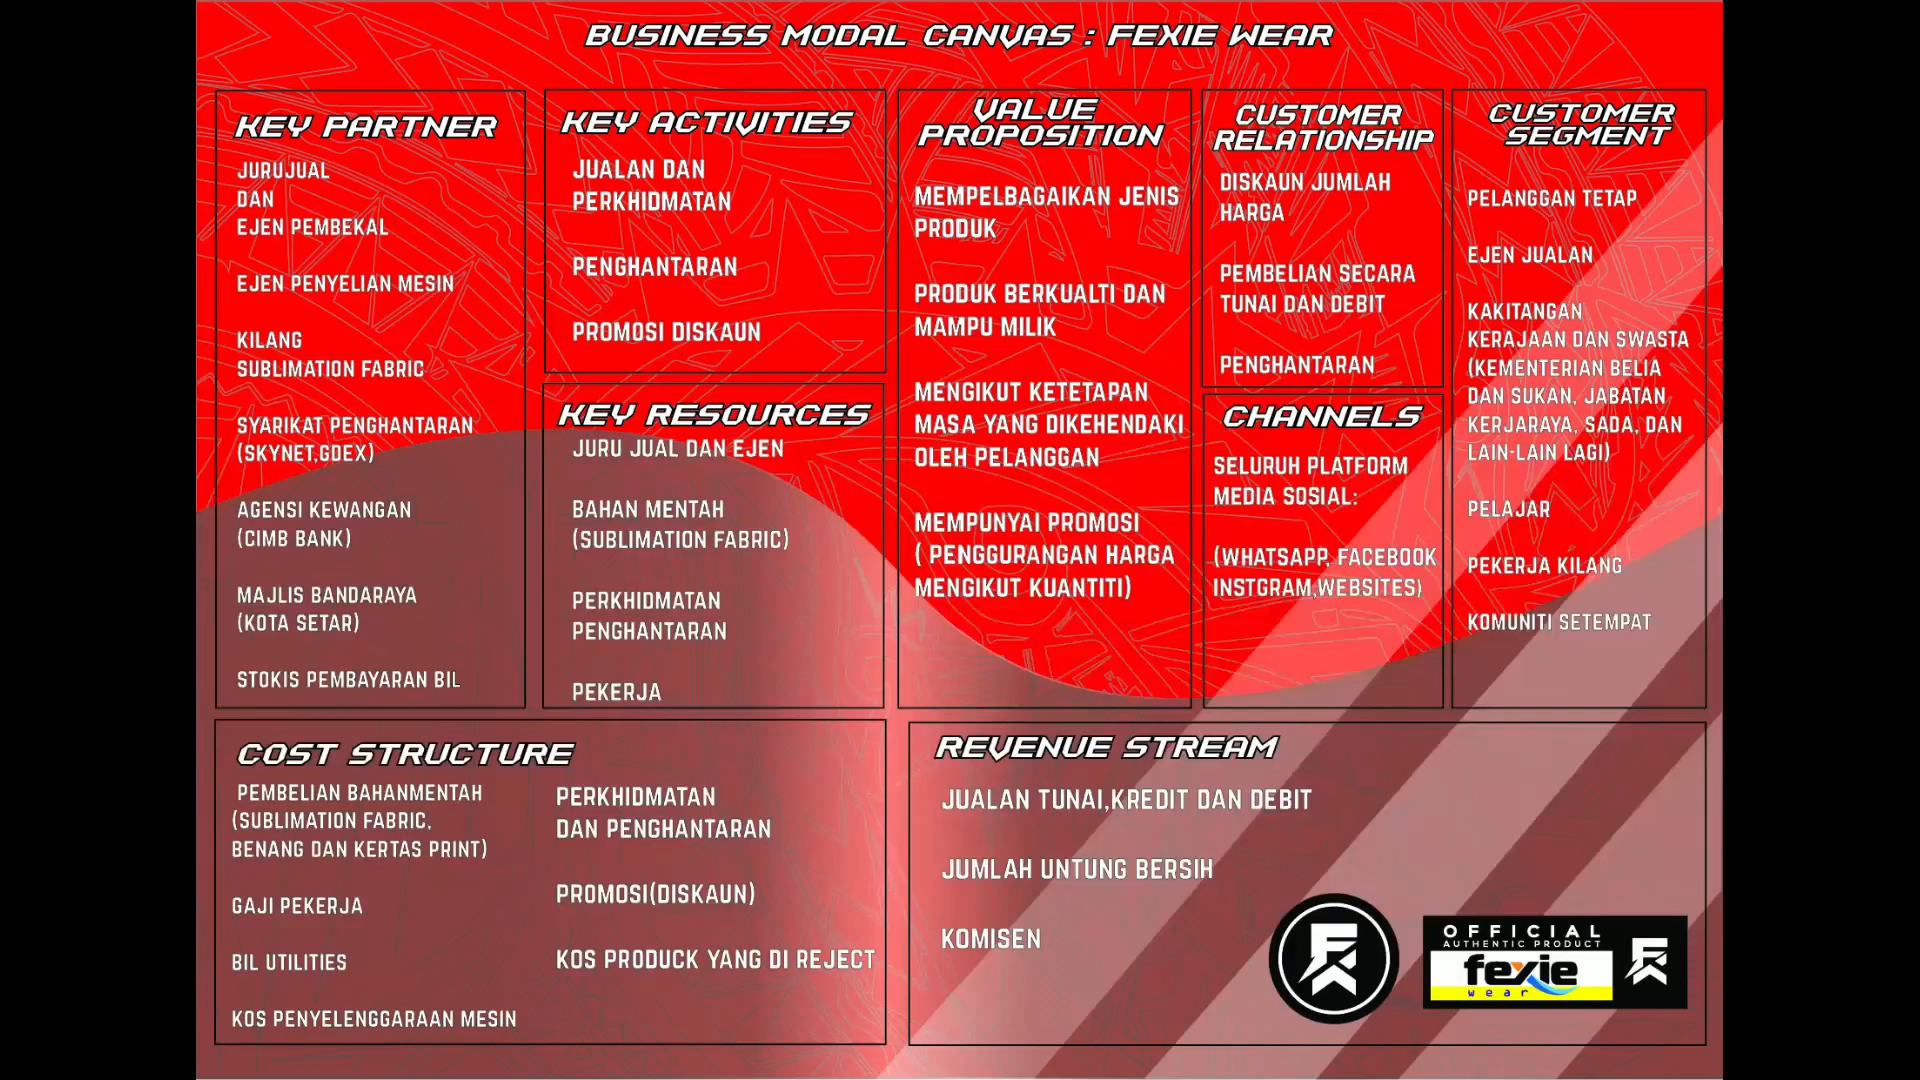 BUSINESS MODAL CANVAS : FEXIE WEAR
KEY PARTNER
JURUJUAL
DAN
EJEN PEMBEKAL
EJEN PENYELIAN MESIN
KILANG
SUBLIMATION FABRIC
SYARIKAT PENGHANTARAN
(SKYNET,GDEX)
AGENSI KEWANGAN
(CIMB BANK)
MAJLIS BANDARAYA
(KOTA SETAR)
STOKIS PEMBAYARAN BIL
KEY ACTIVITIES
JUALAN DAN
PERKHIDMATAN
PENGHANTARAN
PROMOSI DISKAUN
KEY RESOURCES
JURU JUAL DAN EJEN
BAHAN MENTAH
(SUBLIMATION FABRIC)
PERKHIDMATAN
PENGHANTARAN
PEKERJA
VALUE
PROPOSITION
MEMPELBAGAIKAN JENIS
PRODUK
PRODUK BERKUALTI DAN
MAMPU MILIK
MENGIKUT KETETAPAN
MASA YANG DIKEHENDAKI
OLEH PELANGGAN
MEMPUNYAI PROMOSI
( PENGGURANGAN HARGA
MENGIKUT KUANTITI)
CUSTOMER
RELATIONSHIP
DISKAUN JUMLAH
HARGA
PEMBELIAN SECARA
TUNAI DAN DEBIT
PENGHANTARAN
CHANNELS
SELURUH PLATFORM
MEDIA SOSIAL:
(WHATSAPP, FACEBOOK
INSTGRAM,WEBSITES)
CUSTOMER
SEGMENT
PELANGGAN TETAP
EJEN JUALAN
KAKITANGAN
KERAJAAN DAN SWASTA
(KEMENTERIAN BELIA
DAN SUKAN, JABATAN
KERJARAYA, SADA, DAN
LAIN-LAIN LAGI)
PELAJAR
PEKERJA KILANG
KOMUNITI SETEMPAT
COST STRUCTURE
PEMBELIAN BAHANMENTAH
(SUBLIMATION FABRIC,
BENANG DAN KERTAS PRINT)
GAJI PEKERJA
BIL UTILITIES
KOS PENYELENGGARAAN MESIN
PERKHIDMATAN
DAN PENGHANTARAN
PROMOSI(DISKAUN)
KOS PRODUCK YANG DI REJECT
REVENUE STREAM
JUALAN TUNAI,KREDIT DAN DEBIT
JUMLAH UNTUNG BERSIH
KOMISEN
OFFICIAL
AUTHENTIC PRODUCT
fexie
wear